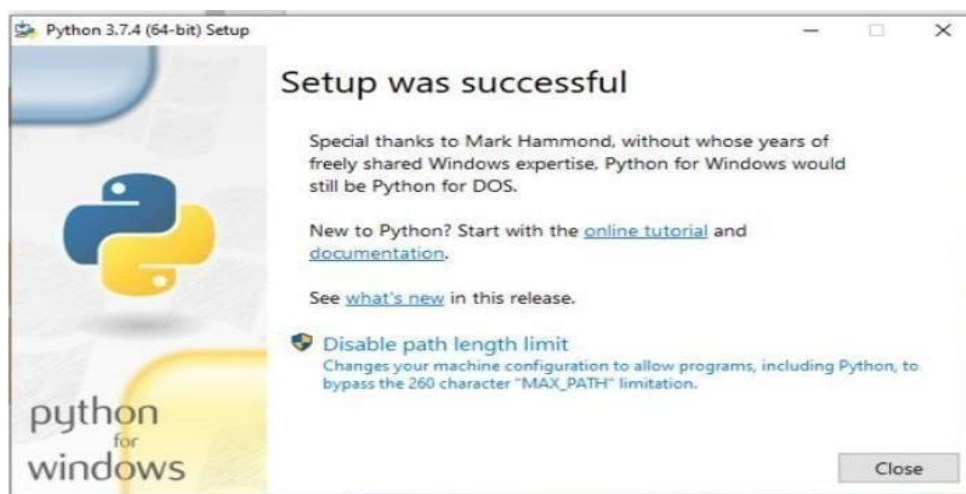 Python 3.7.4 (64-bit) Setup
Setup was successful
Special thanks to Mark Hammond, without whose years of
freely shared Windows expertise, Python for Windows would
still be Python for DOS.
New to Python? Start with the online tutorial and
documentation.
See what's new in this release.
Disable path length limit
Changes your machine configuration to allow programs, including Python, to
bypass the 260 character "MAX_PATH" limitation.
python
for
windows
Close